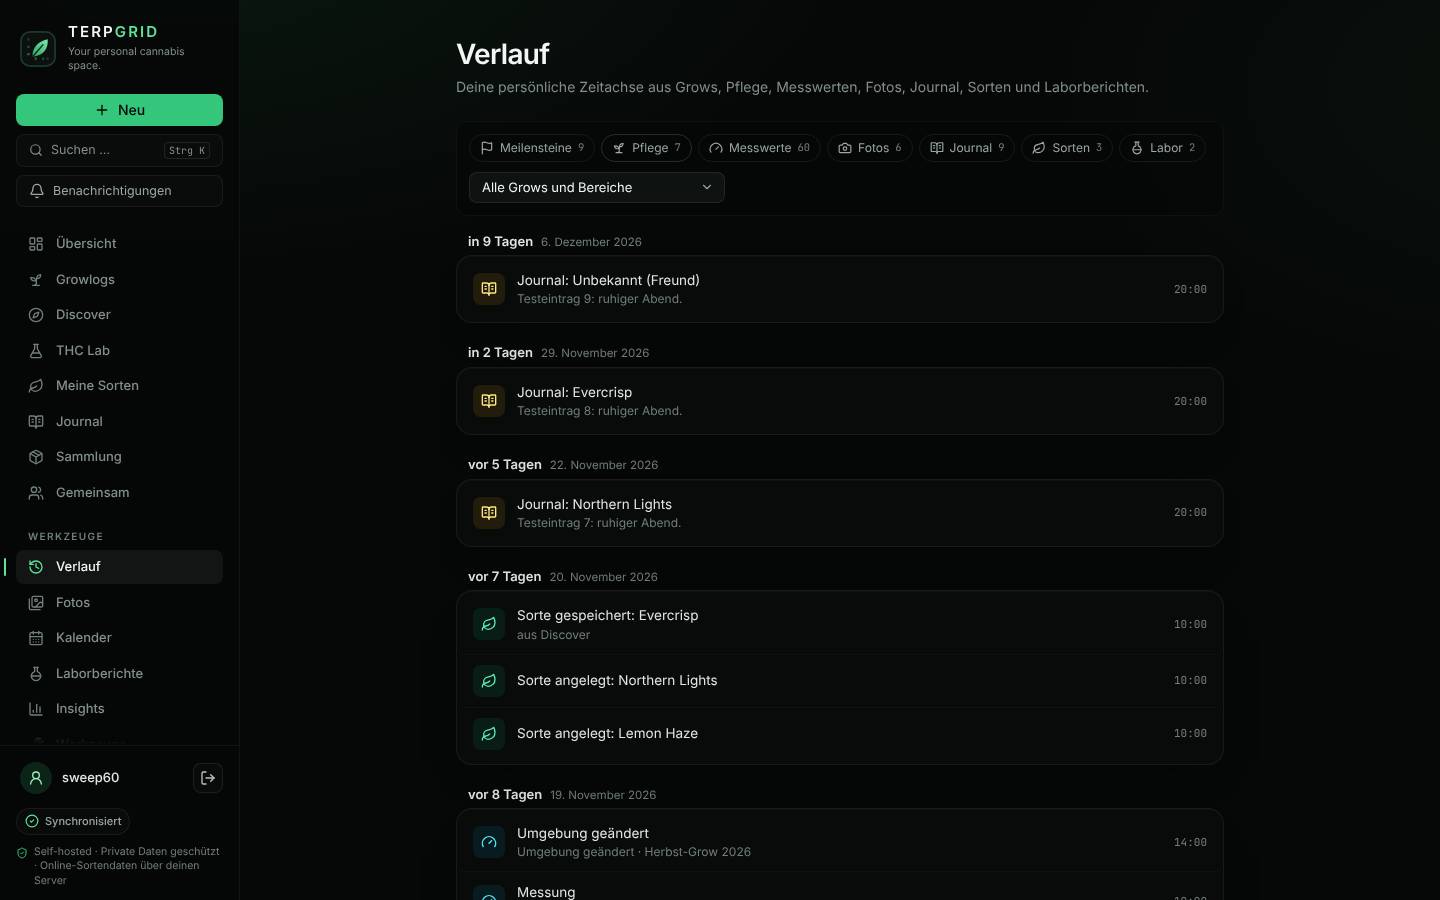 TERPGRID
Your personal cannabis
space.
Neu
Suchen ... Strg K
Benachrichtigungen
Übersicht
Growlogs
Discover
THC Lab
Meine Sorten
Journal
Sammlung
Gemeinsam
WERKZEUGE
Verlauf
Fotos
Kalender
Laborberichte
Insights
sweep60
Synchronisiert
Self-hosted · Private Daten geschützt
· Online-Sortendaten über deinen
Server
Verlauf
Deine persönliche Zeitachse aus Grows, Pflege, Messwerten, Fotos, Journal, Sorten und Laborberichten.
Meilensteine 9 Pflege 7 Messwerte 60 Fotos 6 Journal 9 Sorten 3 Labor 2
Alle Grows und Bereiche
in 9 Tagen 6. Dezember 2026
Journal: Unbekannt (Freund)
Testeintrag 9: ruhiger Abend.
20:00
in 2 Tagen 29. November 2026
Journal: Evercrisp
Testeintrag 8: ruhiger Abend.
20:00
vor 5 Tagen 22. November 2026
Journal: Northern Lights
Testeintrag 7: ruhiger Abend.
20:00
vor 7 Tagen 20. November 2026
Sorte gespeichert: Evercrisp
aus Discover
10:00
Sorte angelegt: Northern Lights
10:00
Sorte angelegt: Lemon Haze
10:00
vor 8 Tagen 19. November 2026
Umgebung geändert
Umgebung geändert · Herbst-Grow 2026
14:00
Messung